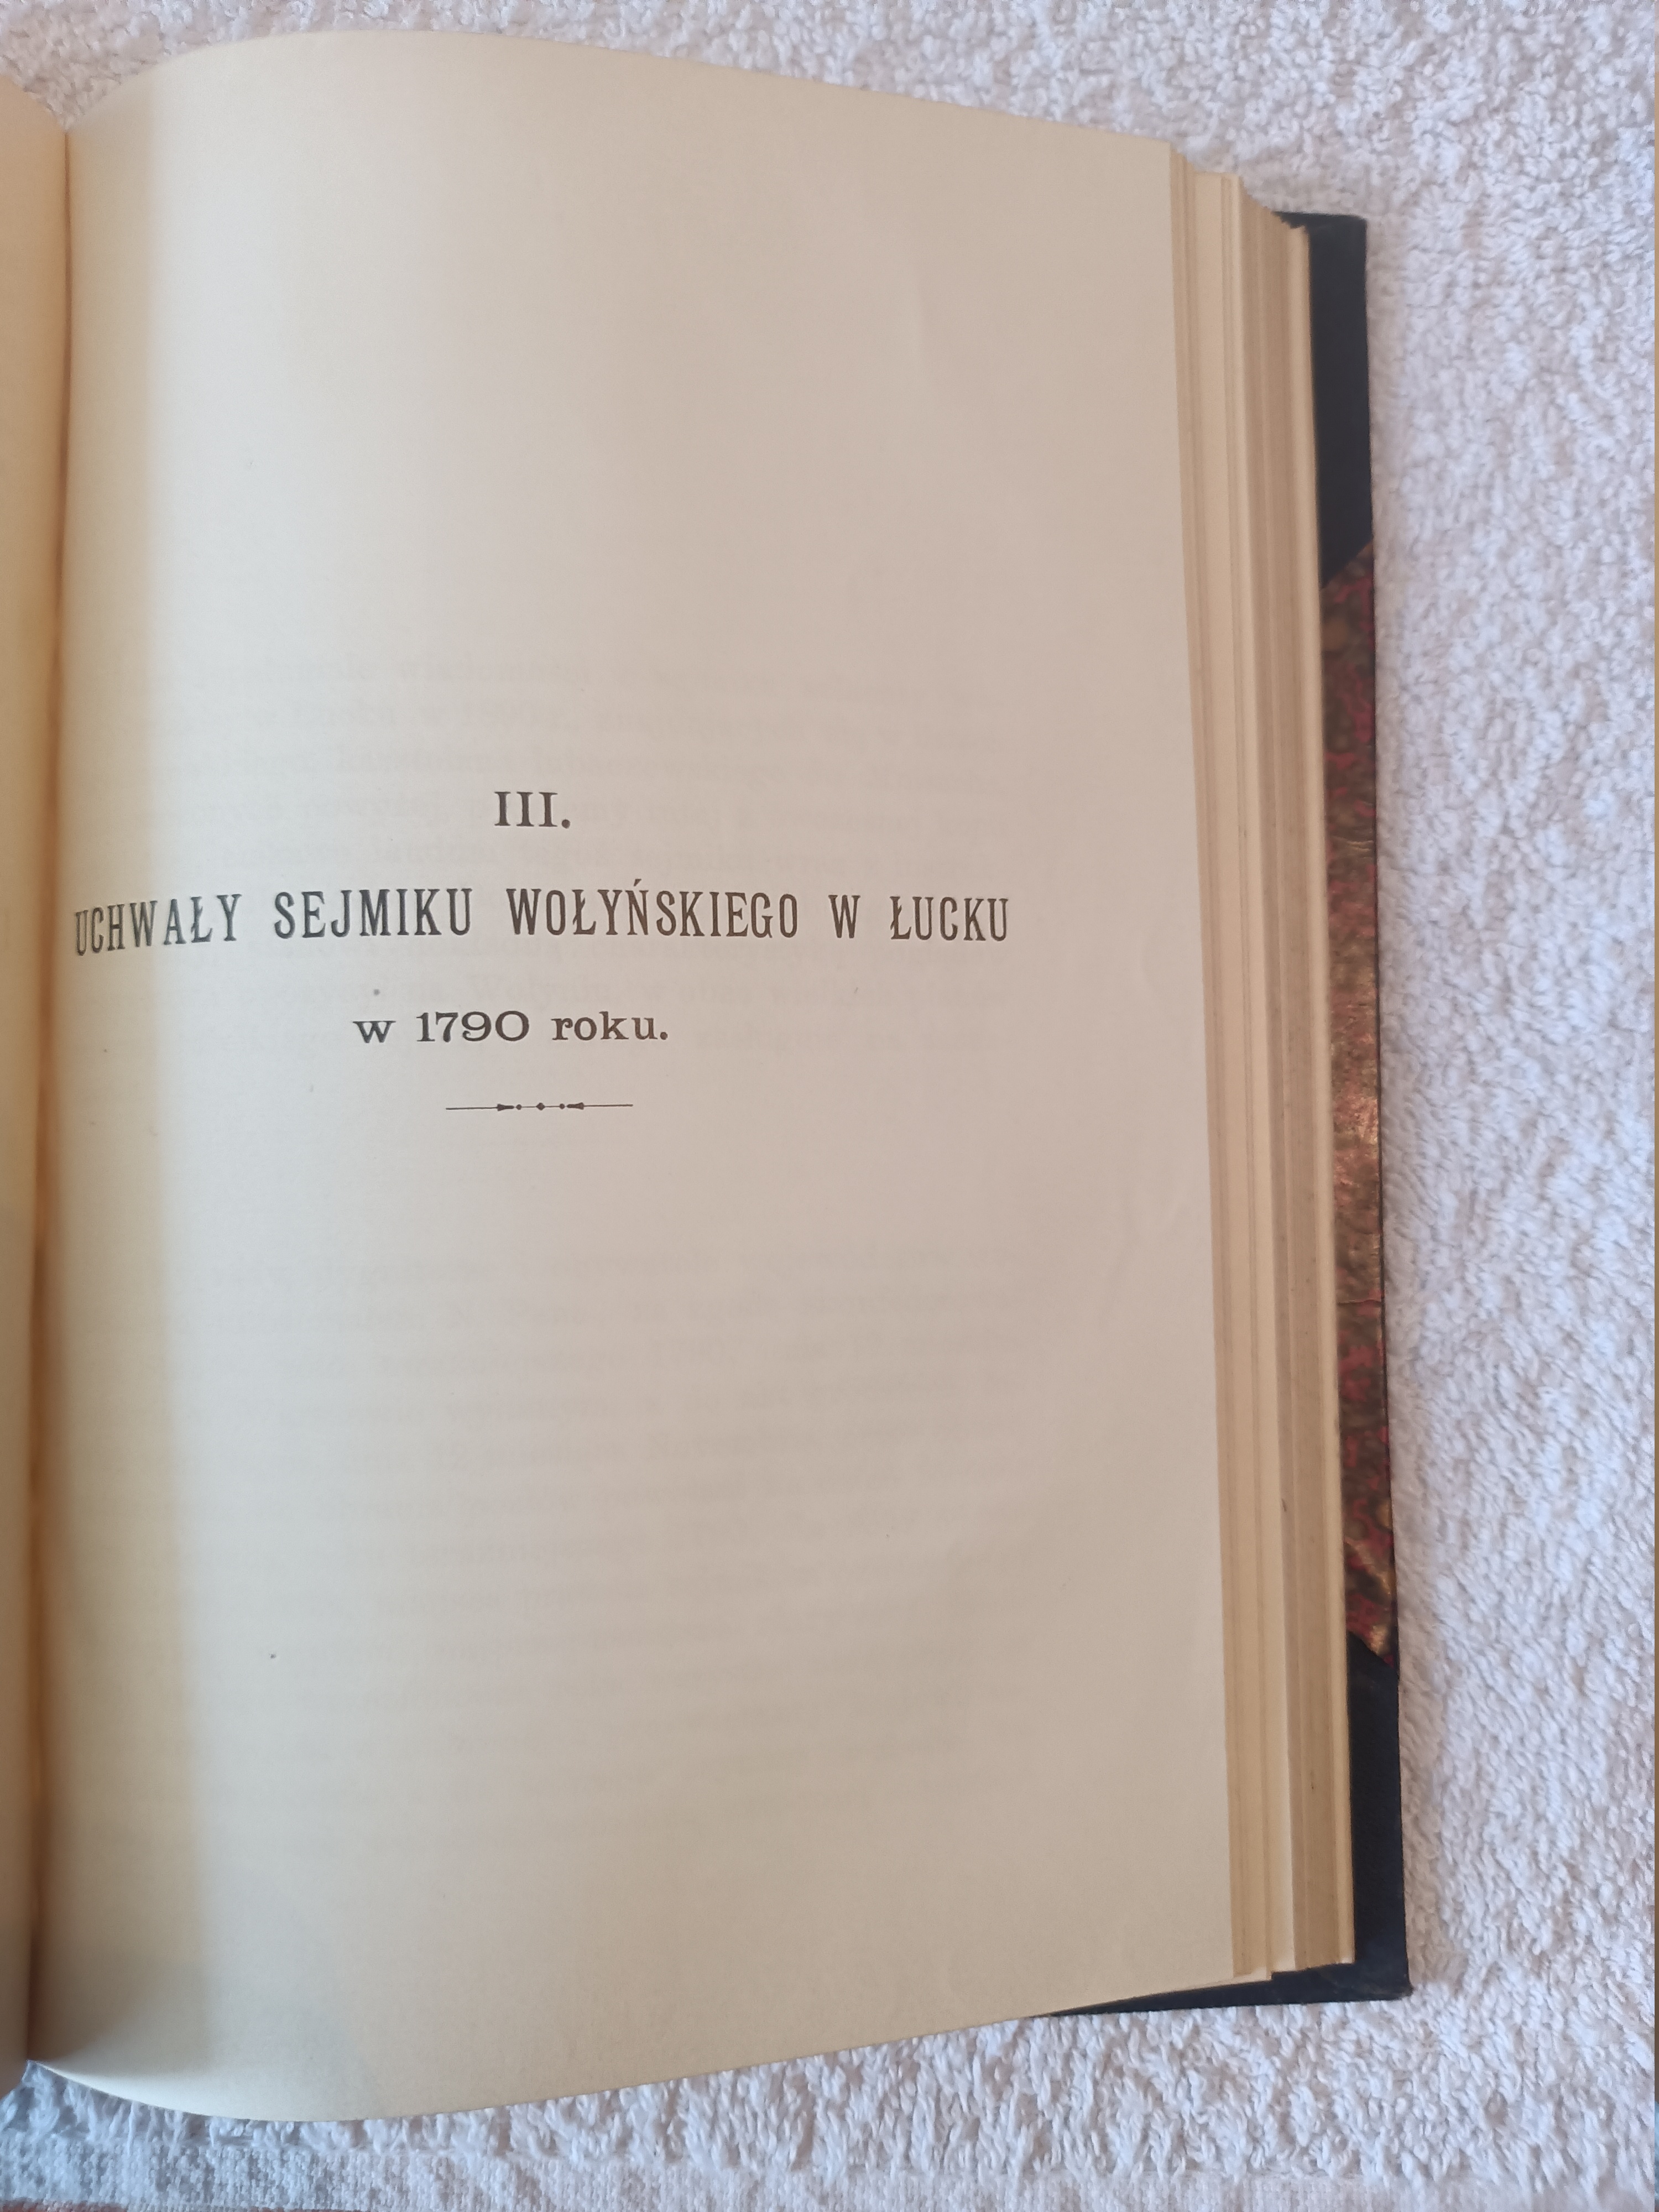 III.
UCHWAŁY SEJMIKU WOŁYŃSKIEGO W ŁUCKU
w 1790 roku.